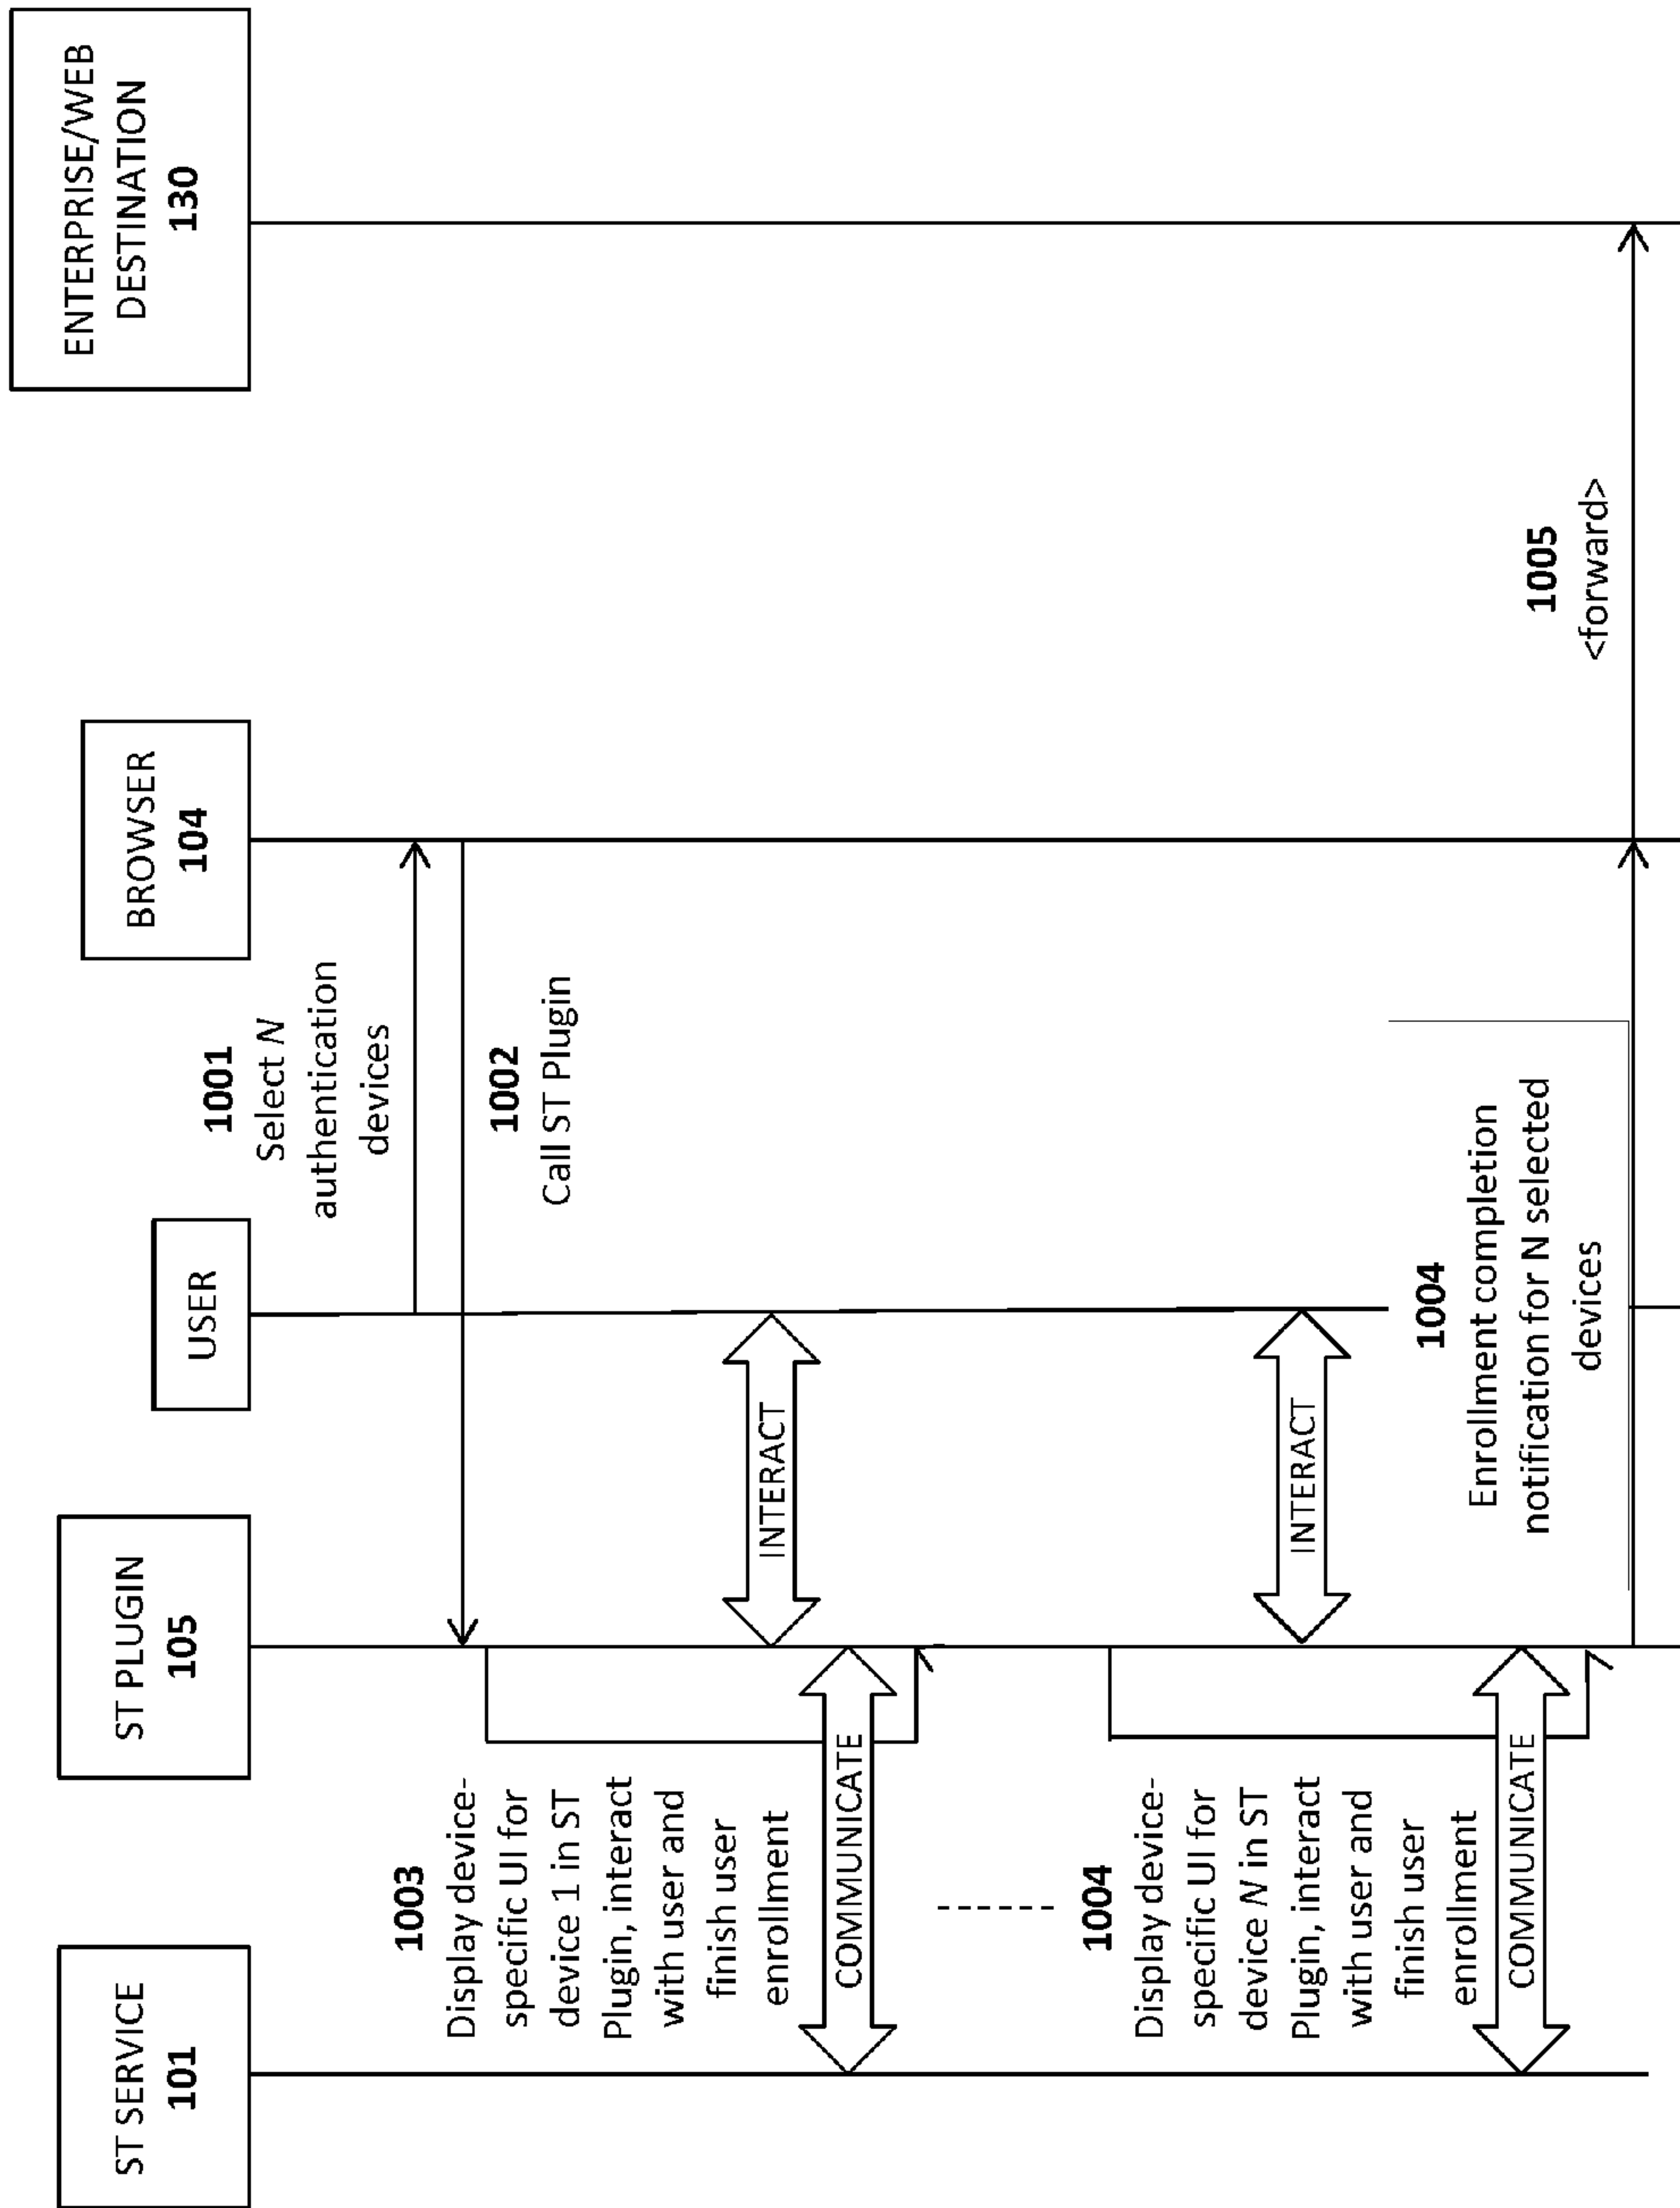 ST SERVICE
101
ST PLUGIN
105
USER
BROWSER
104
ENTERPRISE/WEB
DESTINATION
130
1001
Select N
authentication
devices
1002
Call ST Plugin
1003
Display device-
specific UI for
device 1 in ST
Plugin, interact
with user and
finish user
enrollment
INTERACT
COMMUNICATE
1004
Display device-
specific UI for
device N in ST
Plugin, interact
with user and
finish user
enrollment
INTERACT
COMMUNICATE
1004
Enrollment completion
notification for N selected
devices
1005
<forward>